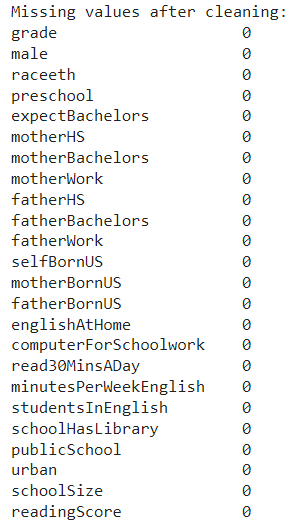 Missing values after cleaning:
grade 0
male 0
raceeth 0
preschool 0
expectBachelors 0
motherHS 0
motherBachelors 0
motherWork 0
fatherHS 0
fatherBachelors 0
fatherWork 0
selfBornUS 0
motherBornUS 0
fatherBornUS 0
englishAtHome 0
computerForSchoolwork 0
read30MinsADay 0
minutesPerWeekEnglish 0
studentsInEnglish 0
schoolHasLibrary 0
publicSchool 0
urban 0
schoolSize 0
readingScore 0